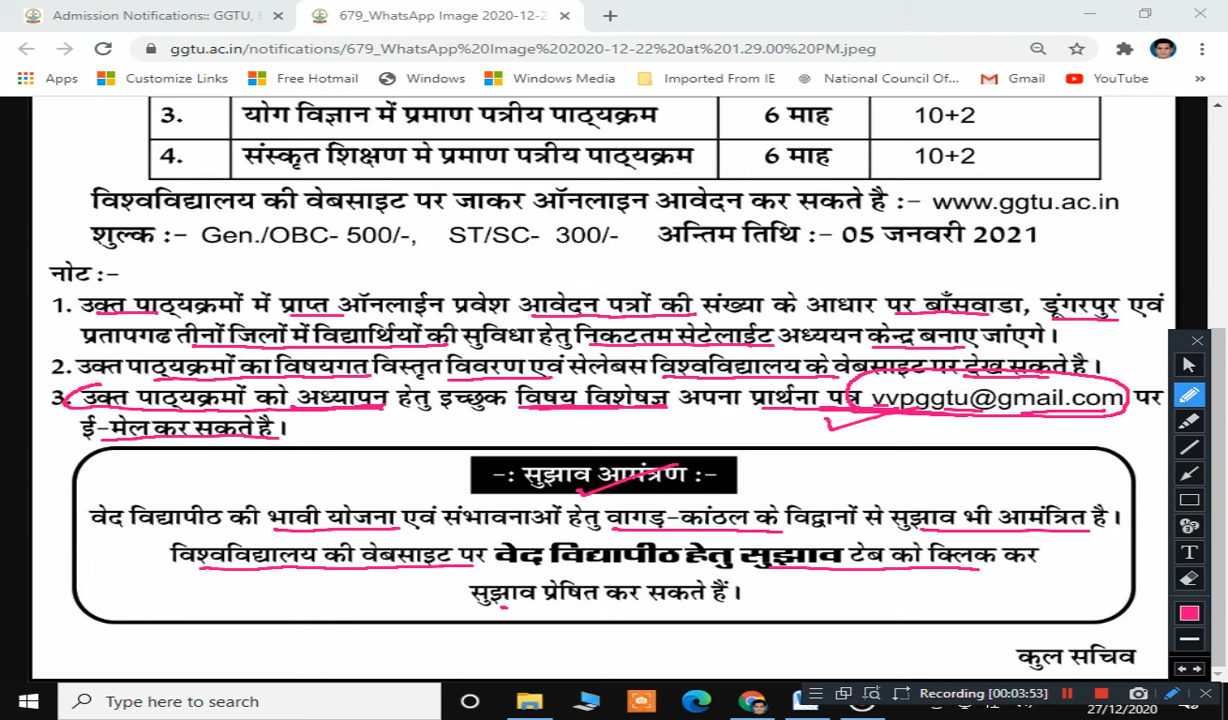 Admission Notifications:: GGTU, E
679_WhatsApp Image 2020-12-2
ggtu.ac.in/notifications/679_WhatsApp%20Image%202020-12-22%20at%201.29.00%20PM.jpeg
Apps Customize Links Free Hotmail Windows Windows Media Imported From IE National Council Of... Gmail YouTube
3. योग विज्ञान में प्रमाण पत्रीय पाठ्यक्रम 6 माह 10+2
4. संस्कृत शिक्षण मे प्रमाण पत्रीय पाठ्यक्रम 6 माह 10+2
विश्वविद्यालय की वेबसाइट पर जाकर ऑनलाइन आवेदन कर सकते है :- www.ggtu.ac.in
शुल्क :- Gen./OBC- 500/-, ST/SC- 300/- अन्तिम तिथि :- 05 जनवरी 2021
नोट :-
1. उक्त पाठ्यक्रमों में प्राप्त ऑनलाईन प्रवेश आवेदन पत्रों की संख्या के आधार पर बाँसवाडा, डूंगरपुर एवं
प्रतापगढ तीनों जिलों में विद्यार्थियों की सुविधा हेतु निकटतम सेटेलाईट अध्ययन केन्द्र बनाए जाएंगे।
2. उक्त पाठ्यक्रमों का विषयगत विस्तृत विवरण एवं सेलेबस विश्वविद्यालय के वेबसाइट पर देख सकते है।
3. उक्त पाठ्यक्रमों को अध्यापन हेतु इच्छुक विषय विशेषज्ञ अपना प्रार्थना पत्र vvpggtu@gmail.com पर
ई-मेल कर सकते है।
-: सुझाव आमंत्रण :-
वेद विद्यापीठ की भावी योजना एवं संभावनाओं हेतु वागड़-कांठल के विद्वानों से सुझाव भी आमंत्रित है।
विश्वविद्यालय की वेबसाइट पर वेद विद्यापीठ हेतु सुझाव टेब को क्लिक कर
सुझाव प्रेषित कर सकते हैं।
कुल सचिव
Type here to search
Recording [00:03:53]
27/12/2020